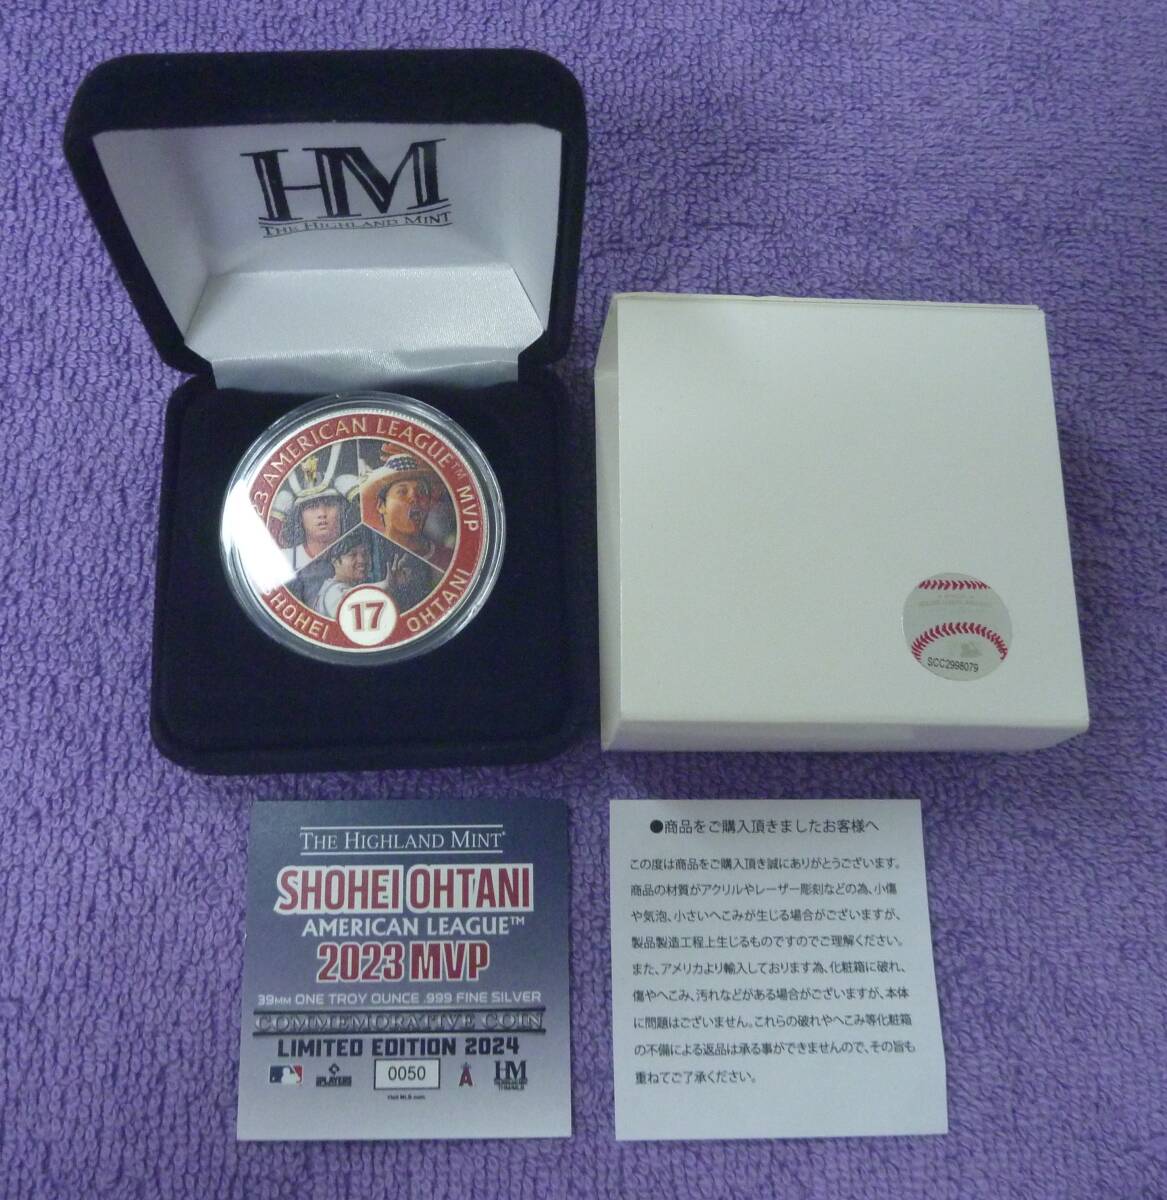 HM
THE HIGHLAND MINT
23 AMERICAN LEAGUE™ MVP
HOHEI
17
OHTANI
SCC2998079
THE HIGHLAND MINT
SHOHEI OHTANI
AMERICAN LEAGUE™
2023 MVP
39MM ONE TROY OUNCE .999 FINE SILVER
COMMEMORATIVE COIN
LIMITED EDITION 2024
PLAYERS
0050
A
HM
Visit MLB.com
●商品をご購入頂きましたお客様へ
この度は商品をご購入頂き誠にありがとうございます。
商品の材質がアクリルやレーザー彫刻などの為、小傷
や気泡、小さいへこみが生じる場合がございますが、
製品製造工程上生じるものですのでご理解ください。
また、アメリカより輸入しております為、化粧箱に破れ、
傷やへこみ、汚れなどがある場合がございますが、本体
に問題はございません。これらの破れやへこみ等化粧箱
の不備による返品は承る事ができませんので、その旨も
重ねてご了承ください。